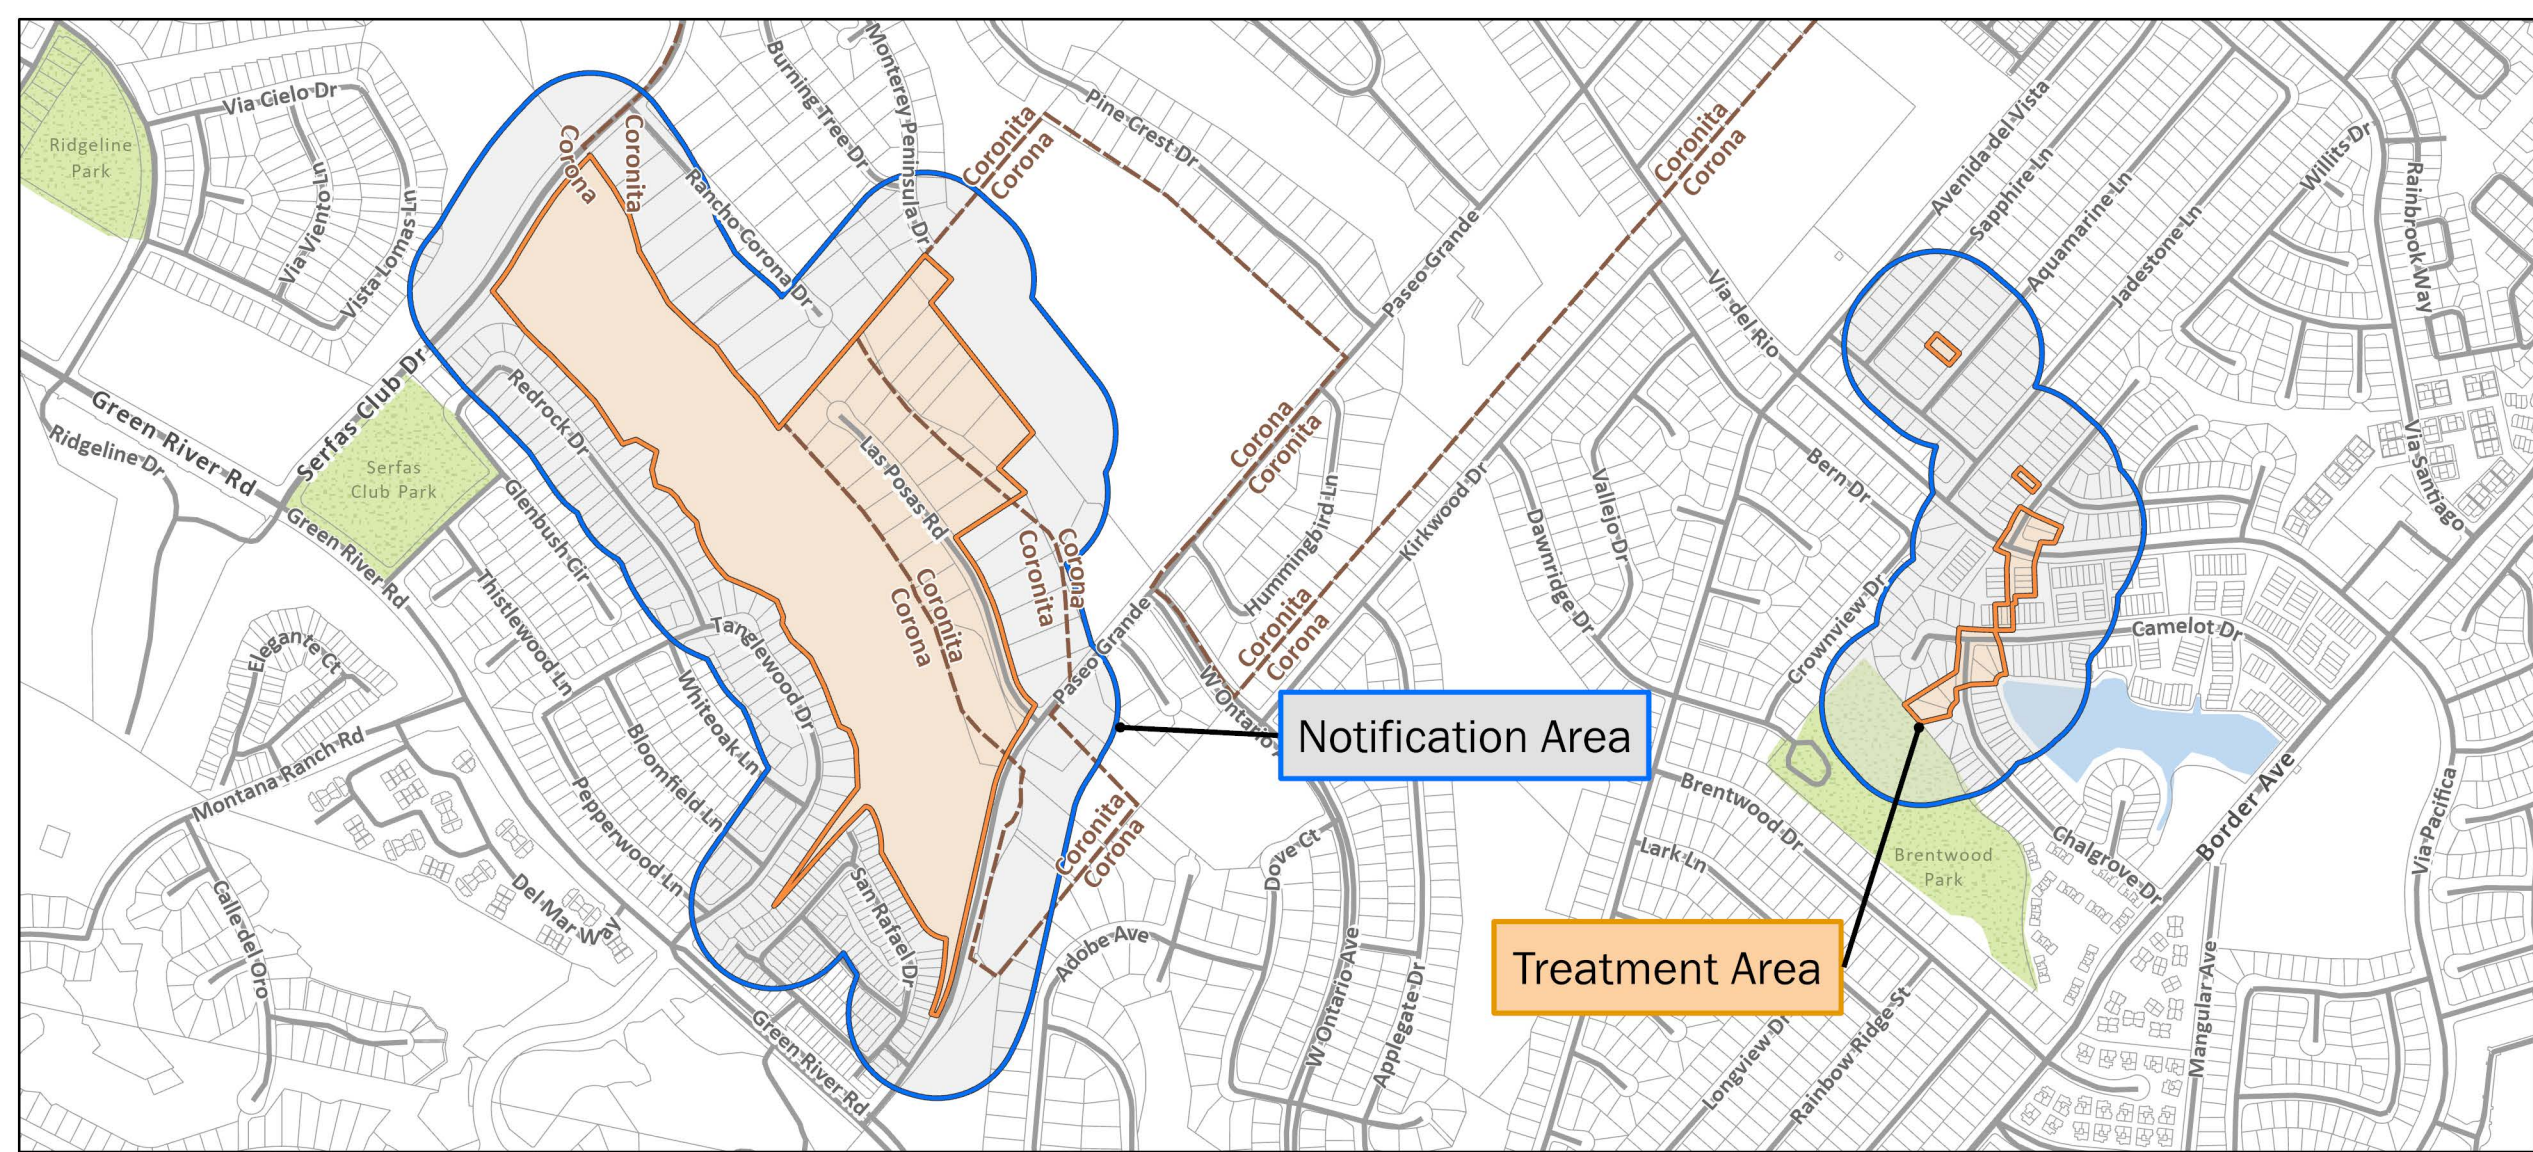 Ridgeline
Park
Via Cielo Dr
Via Viento Ln
Vista Lomas Ln
Green River Rd
Ridgeline Dr
Serfas Club Dr
Serfas
Club Park
Green River Rd
Corona
Coronita
Burning Tree Dr
Monterey Peninsula Dr
Rancho Corona Dr
Coronita
Corona
Pine Crest Dr
Paseo Grande
Redrock Dr
Glenbush Cir
Thistlewood Ln
Tanglewood Dr
Whiteoak Ln
Bloomfield Ln
Pepperwood Ln
Elegante Ct
Montana Ranch Rd
Calle del Oro
Del Mar Way
San Rafael Dr
Green River Rd
Las Posas Rd
Coronita
Corona
Corona
Coronita
Paseo Grande
Corona
Coronita
Hummingbird Ln
Coronita
Corona
W Ontario
Coronita
Corona
Adobe Ave
Dove Ct
W Ontario Ave
Applegate Dr
Notification Area
Treatment Area
Coronita
Corona
Kirkwood Dr
Dawnridge Dr
Vallejo Dr
Via del Rio
Bern Dr
Crownview Dr
Brentwood Dr
Lark Ln
Longview Dr
Rainbow Ridge St
Brentwood
Park
Avenida del Vista
Sapphire Ln
Aquamarine Ln
Jadestone Ln
Willits Dr
Rainbrook Way
Via Santiago
Camelot Dr
Chalgrove Dr
Border Ave
Mangular Ave
Via Pacifica